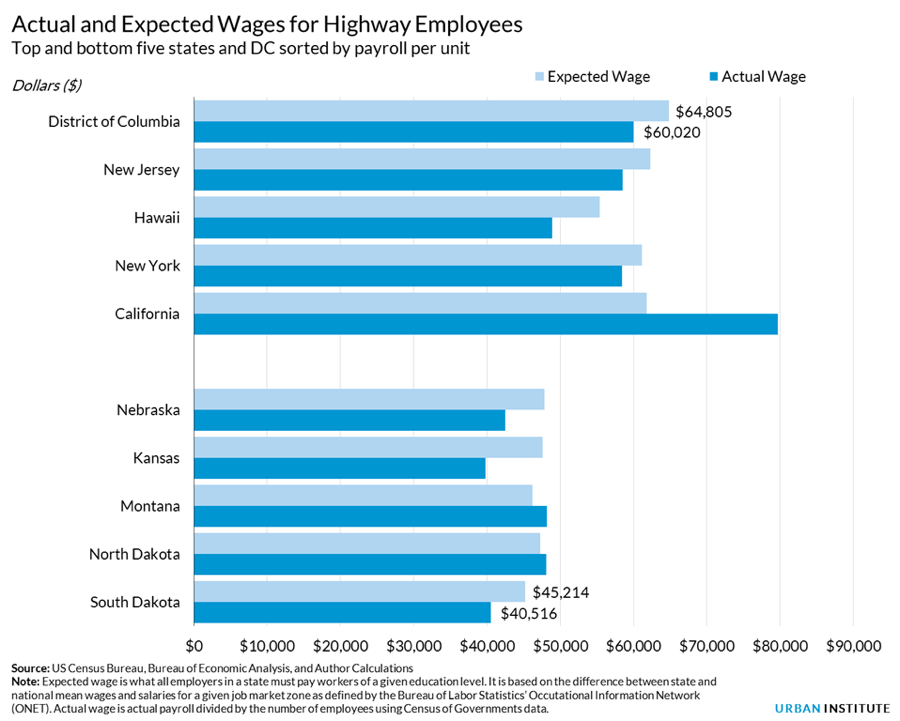 Actual and Expected Wages for Highway Employees
Top and bottom five states and DC sorted by payroll per unit
Dollars ($)
Expected Wage
Actual Wage
District of Columbia
$64,805
$60,020
New Jersey
Hawaii
New York
California
Nebraska
Kansas
Montana
North Dakota
South Dakota
$45,214
$40,516
$0 $10,000 $20,000 $30,000 $40,000 $50,000 $60,000 $70,000 $80,000 $90,000
Source: US Census Bureau, Bureau of Economic Analysis, and Author Calculations
Note: Expected wage is what all employers in a state must pay workers of a given education level. It is based on the difference between state and
national mean wages and salaries for a given job market zone as defined by the Bureau of Labor Statistics' Occutational Information Network
(ONET). Actual wage is actual payroll divided by the number of employees using Census of Governments data.
URBAN INSTITUTE